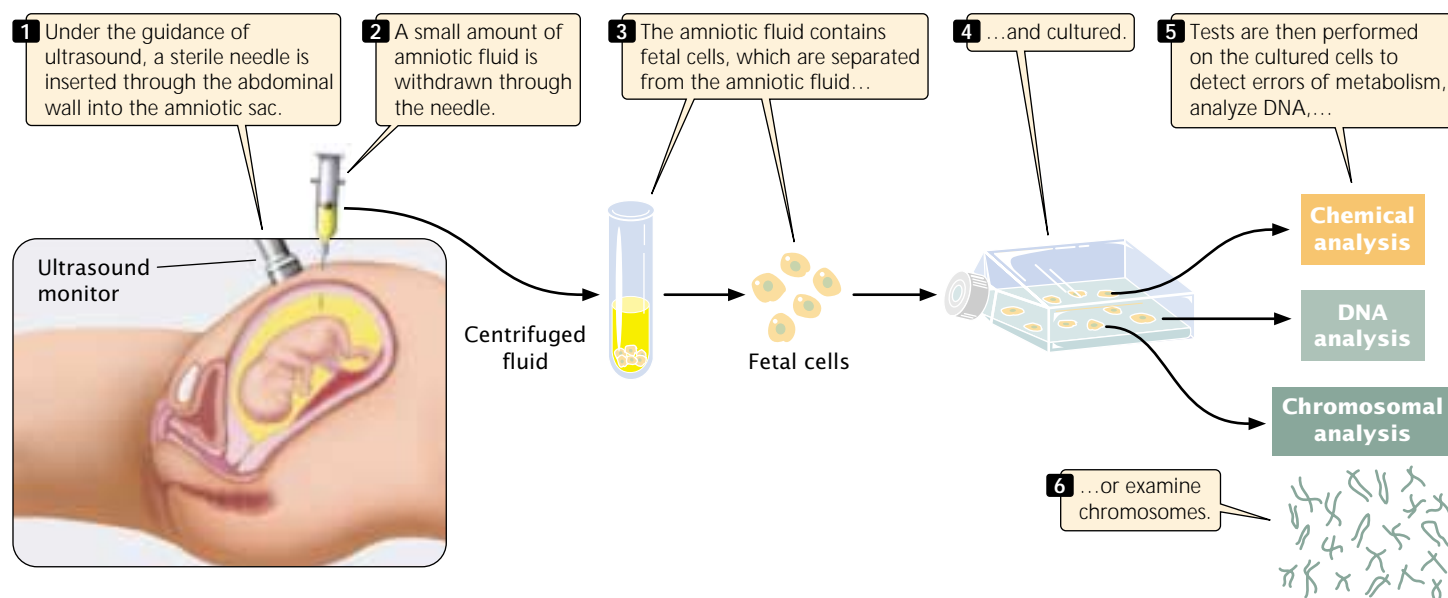 1 Under the guidance of
ultrasound, a sterile needle is
inserted through the abdominal
wall into the amniotic sac.
2 A small amount of
amniotic fluid is
withdrawn through
the needle.
3 The amniotic fluid contains
fetal cells, which are separated
from the amniotic fluid…
4 …and cultured.
5 Tests are then performed
on the cultured cells to
detect errors of metabolism,
analyze DNA,…
Ultrasound
monitor
Centrifuged
fluid
Fetal cells
Chemical
analysis
DNA
analysis
Chromosomal
analysis
6 …or examine
chromosomes.